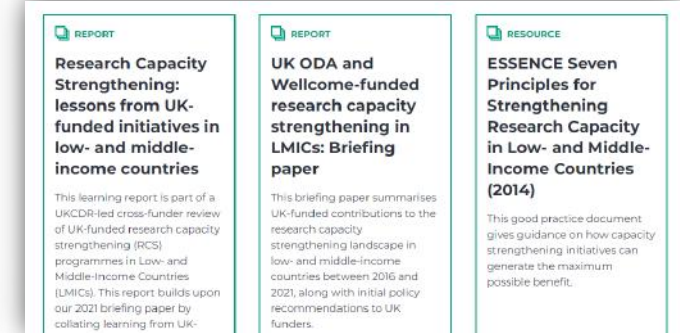 REPORT
Research Capacity
Strengthening:
lessons from UK-
funded initiatives in
low- and middle-
income countries
This learning report is part of a
UKCDR-led cross-funder review
of UK-funded research capacity
strengthening (RCS)
programmes in Low- and
Middle-Income Countries
(LMICs). This report builds upon
our 2021 briefing paper by
collating learning from UK-
REPORT
UK ODA and
Wellcome-funded
research capacity
strengthening in
LMICs: Briefing
paper
This briefing paper summarises
UK-funded contributions to the
research capacity
strengthening landscape in
low- and middle-income
countries between 2016 and
2021, along with initial policy
recommendations to UK
funders.
RESOURCE
ESSENCE Seven
Principles for
Strengthening
Research Capacity
in Low- and Middle-
Income Countries
(2014)
This good practice document
gives guidance on how capacity
strengthening initiatives can
generate the maximum
possible benefit.